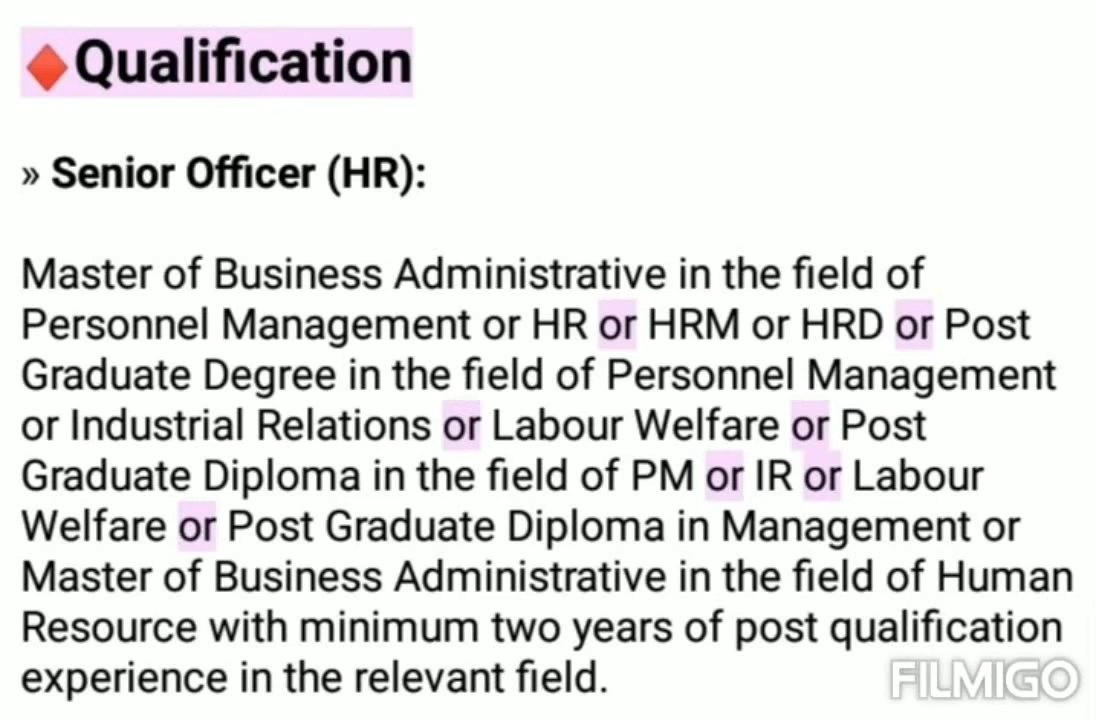 ♦Qualification
» Senior Officer (HR):
Master of Business Administrative in the field of
Personnel Management or HR or HRM or HRD or Post
Graduate Degree in the field of Personnel Management
or Industrial Relations or Labour Welfare or Post
Graduate Diploma in the field of PM or IR or Labour
Welfare or Post Graduate Diploma in Management or
Master of Business Administrative in the field of Human
Resource with minimum two years of post qualification
experience in the relevant field.
FILMIGO